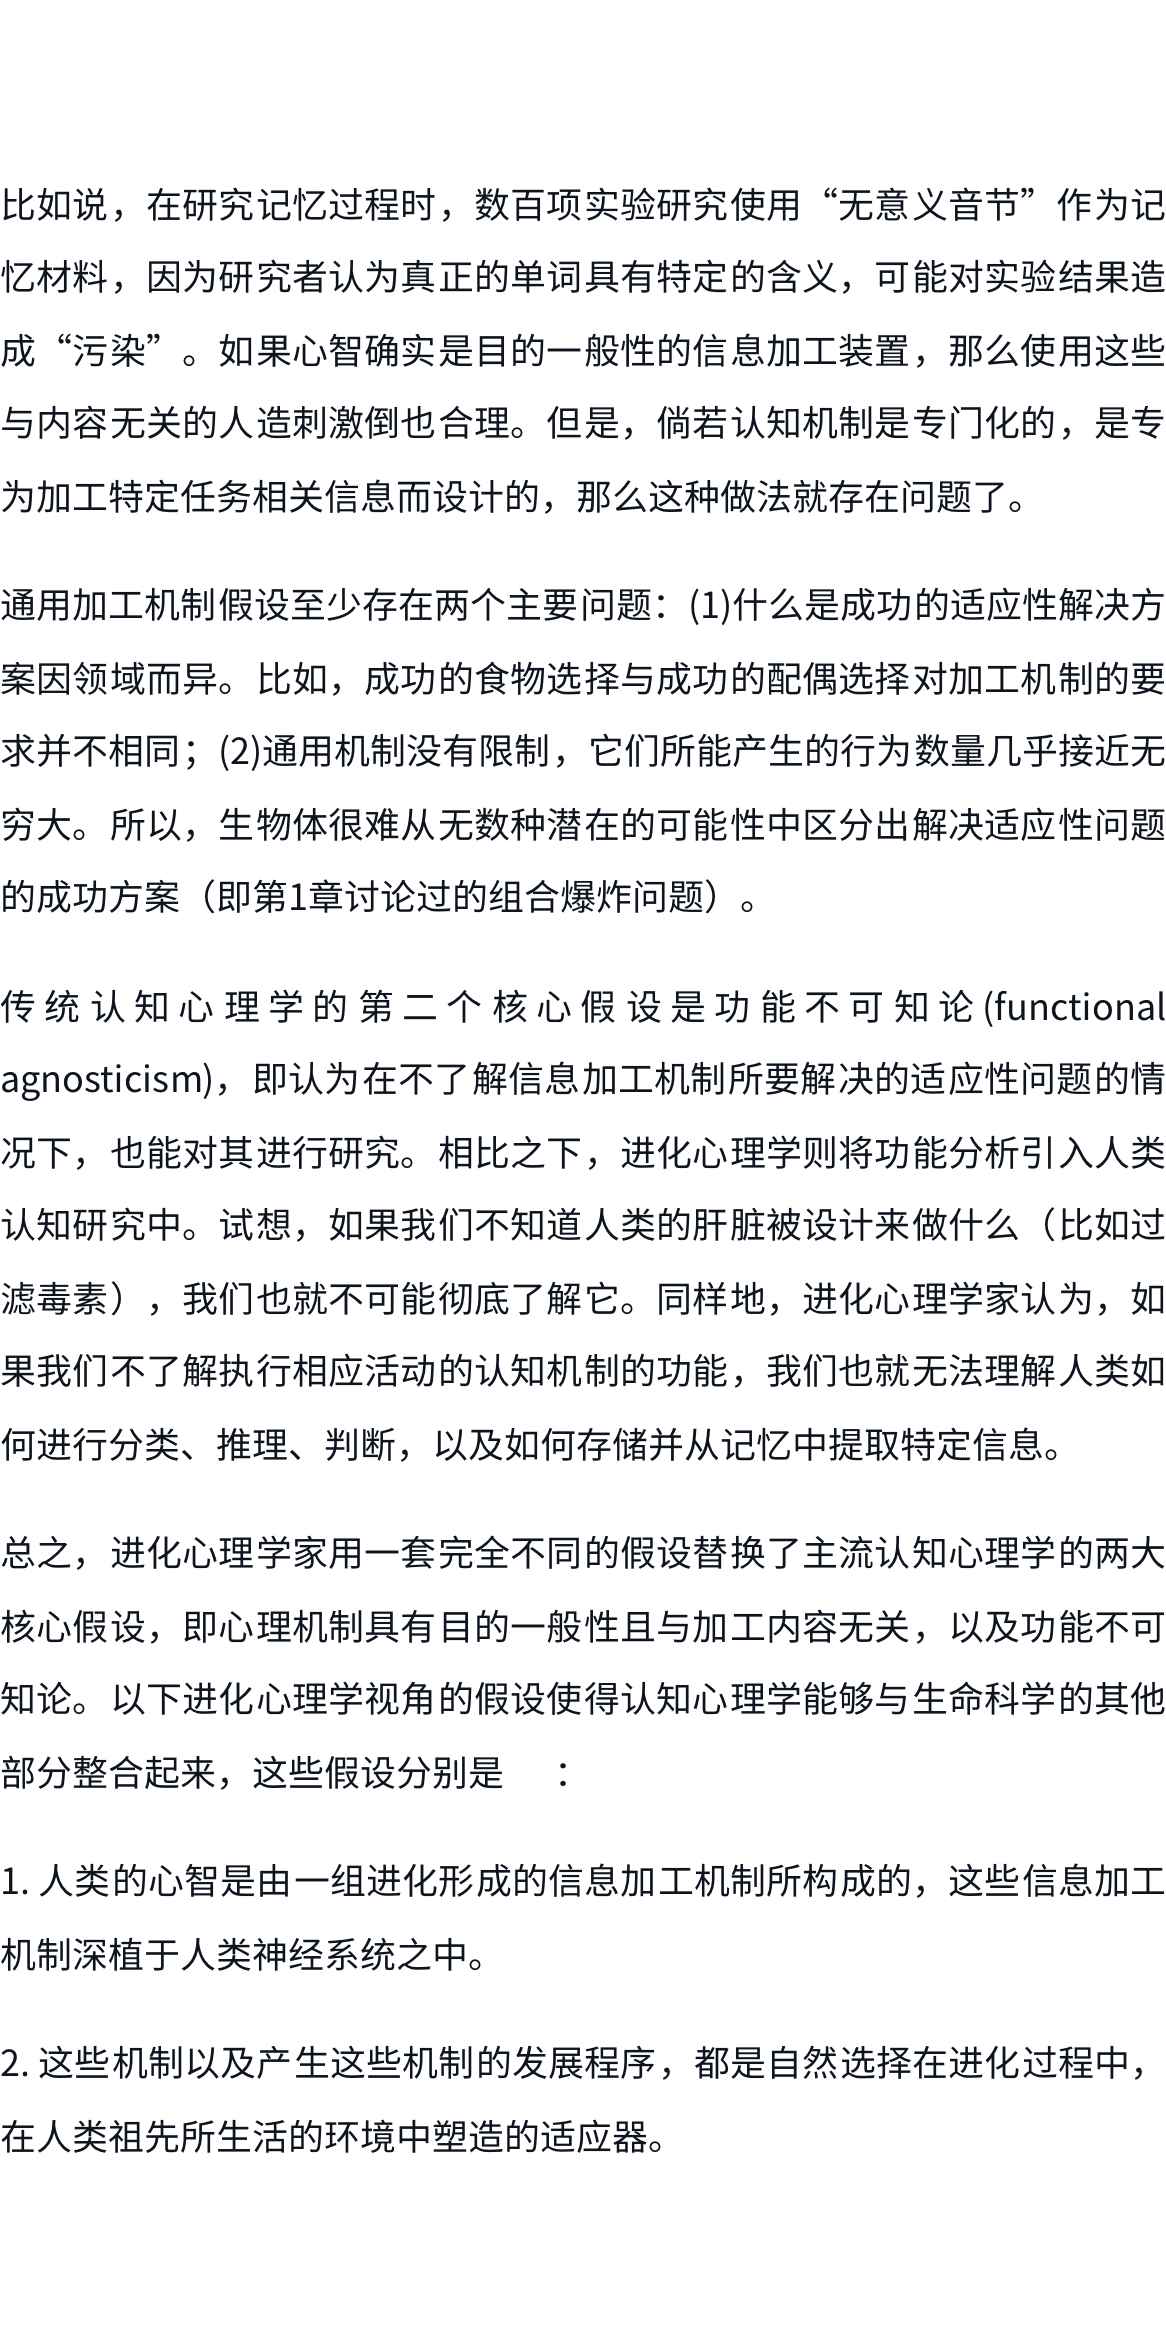 比如说，在研究记忆过程时，数百项实验研究使用“无意义音节”作为记
忆材料，因为研究者认为真正的单词具有特定的含义，可能对实验结果造
成“污染”。如果心智确实是目的一般性的信息加工装置，那么使用这些
与内容无关的人造刺激倒也合理。但是，倘若认知机制是专门化的，是专
为加工特定任务相关信息而设计的，那么这种做法就存在问题了。
通用加工机制假设至少存在两个主要问题：(1)什么是成功的适应性解决方
案因领域而异。比如，成功的食物选择与成功的配偶选择对加工机制的要
求并不相同；(2)通用机制没有限制，它们所能产生的行为数量几乎接近无
穷大。所以，生物体很难从无数种潜在的可能性中区分出解决适应性问题
的成功方案（即第1章讨论过的组合爆炸问题）。
传统认知心理学的第二个核心假设是功能不可知论(functional
agnosticism)，即认为在不了解信息加工机制所要解决的适应性问题的情
况下，也能对其进行研究。相比之下，进化心理学则将功能分析引入人类
认知研究中。试想，如果我们不知道人类的肝脏被设计来做什么（比如过
滤毒素），我们也就不可能彻底了解它。同样地，进化心理学家认为，如
果我们不了解执行相应活动的认知机制的功能，我们也就无法理解人类如
何进行分类、推理、判断，以及如何存储并从记忆中提取特定信息。
总之，进化心理学家用一套完全不同的假设替换了主流认知心理学的两大
核心假设，即心理机制具有目的一般性且与加工内容无关，以及功能不可
知论。以下进化心理学视角的假设使得认知心理学能够与生命科学的其他
部分整合起来，这些假设分别是　：
1. 人类的心智是由一组进化形成的信息加工机制所构成的，这些信息加工
机制深植于人类神经系统之中。
2. 这些机制以及产生这些机制的发展程序，都是自然选择在进化过程中，
在人类祖先所生活的环境中塑造的适应器。